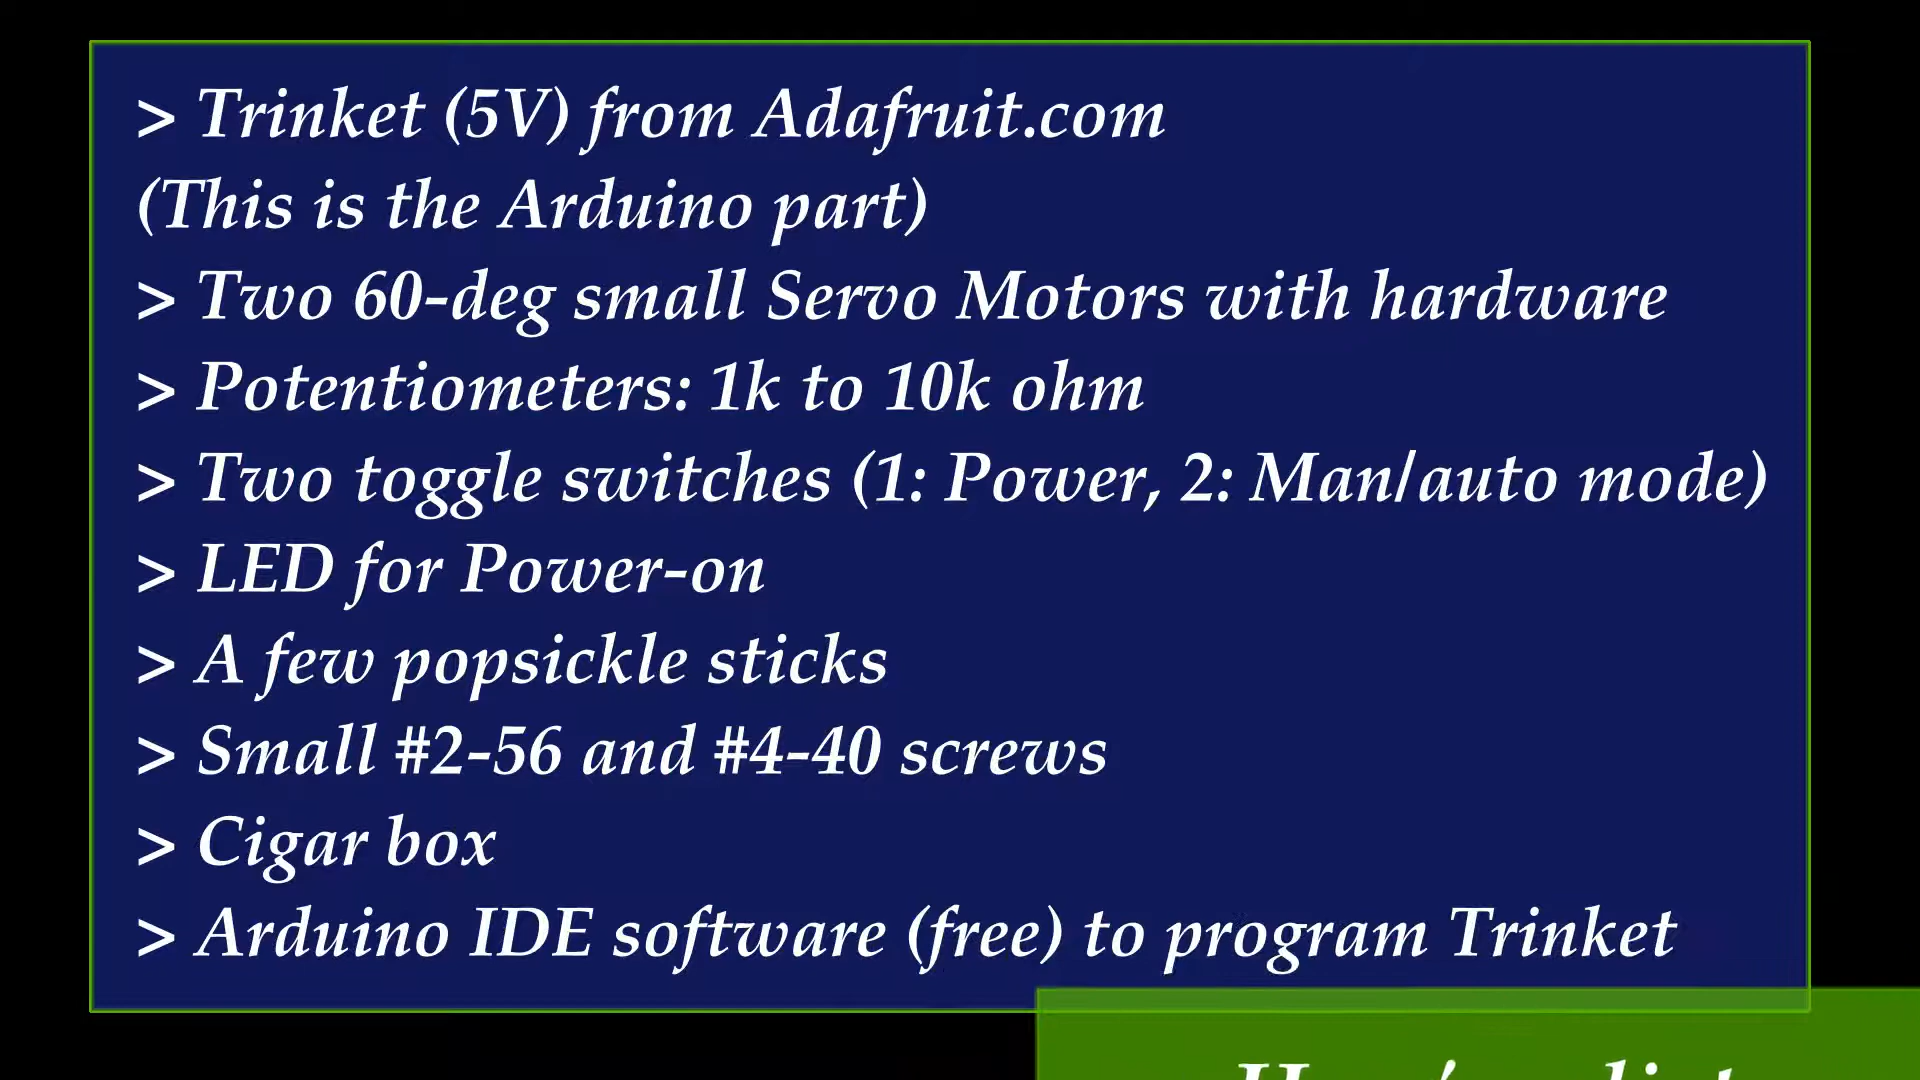 > Trinket (5V) from Adafruit.com
(This is the Arduino part)
> Two 60-deg small Servo Motors with hardware
> Potentiometers: 1k to 10k ohm
> Two toggle switches (1: Power, 2: Man/auto mode)
> LED for Power-on
> A few popsickle sticks
> Small #2-56 and #4-40 screws
> Cigar box
> Arduino IDE software (free) to program Trinket